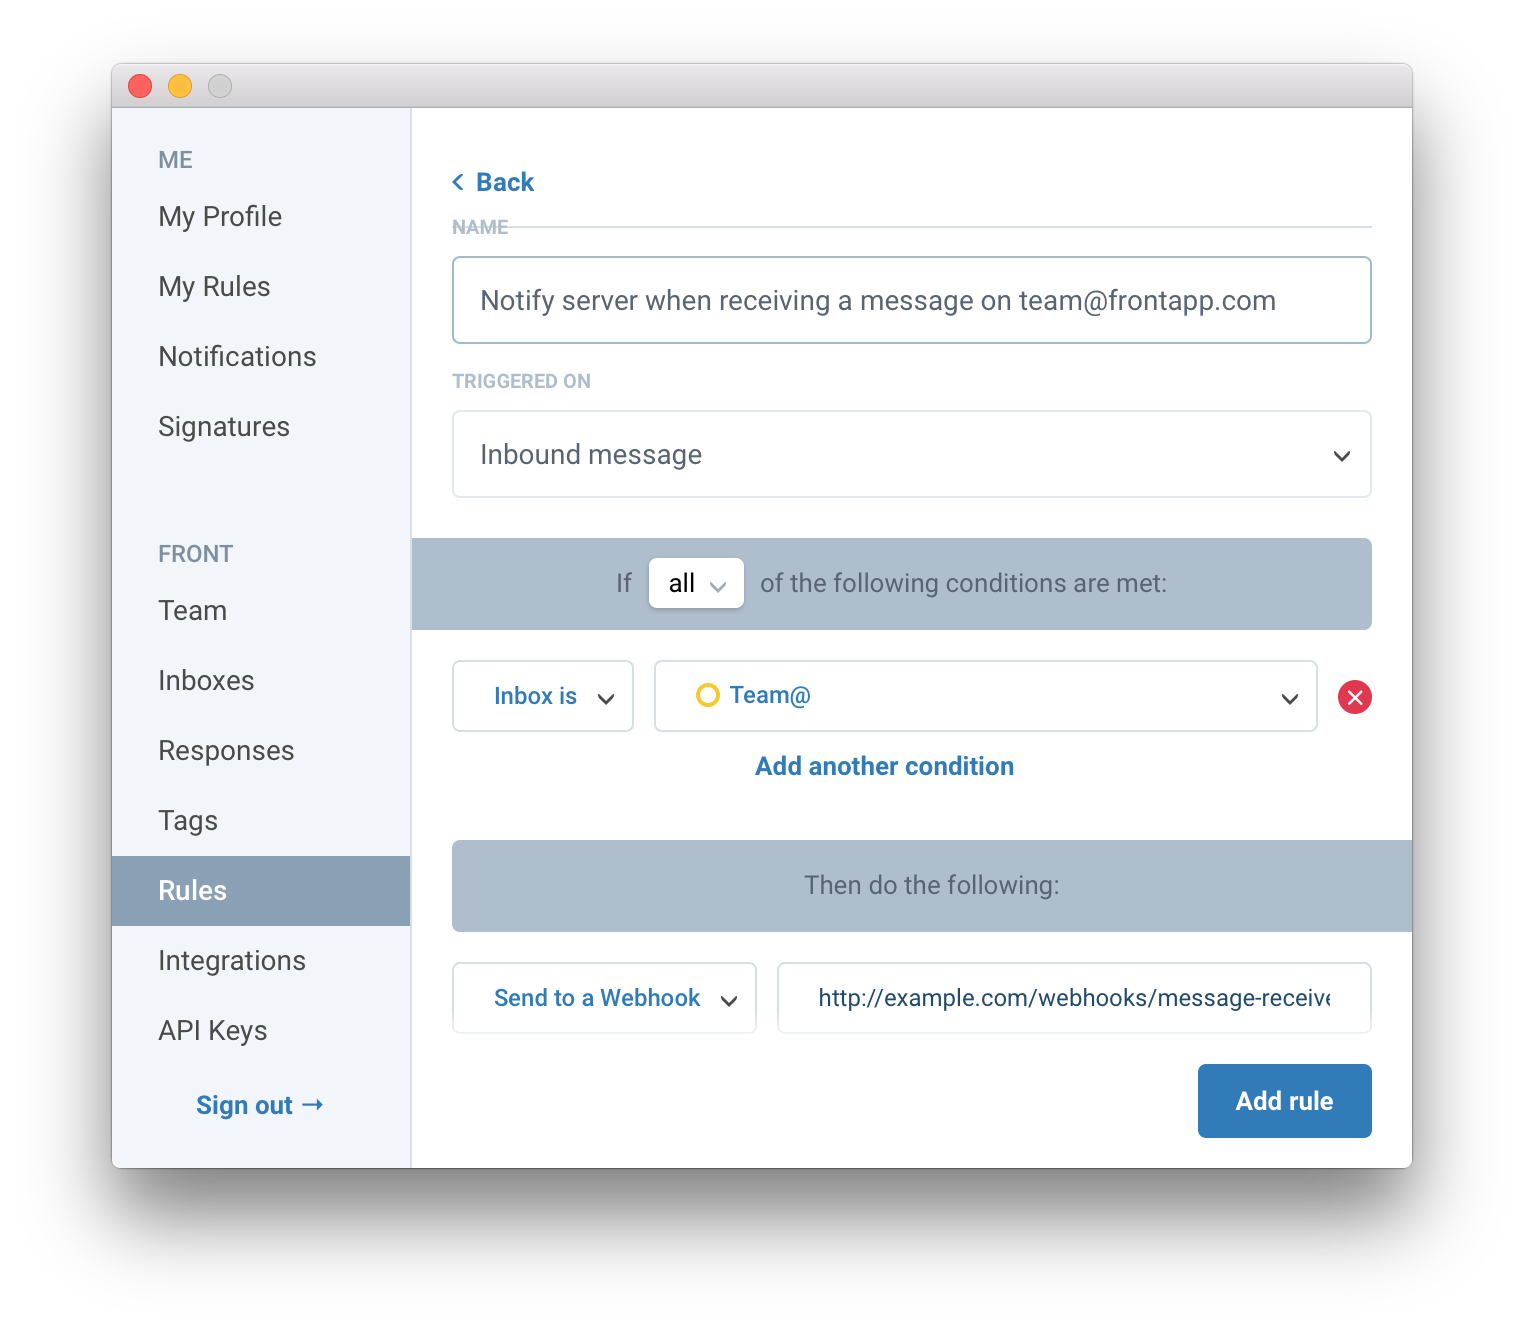 ME
My Profile
My Rules
Notifications
Signatures
FRONT
Team
Inboxes
Responses
Tags
Rules
Integrations
API Keys
Sign out →
Back
NAME
Notify server when receiving a message on team@frontapp.com
TRIGGERED ON
Inbound message
If all of the following conditions are met:
Inbox is Team@
Add another condition
Then do the following:
Send to a Webhook http://example.com/webhooks/message-receive
Add rule